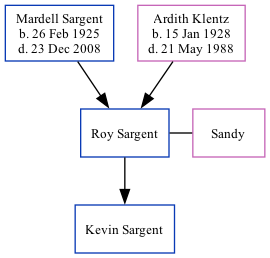 Mardell Sargent
b. 26 Feb 1925
d. 23 Dec 2008
Ardith Klentz
b. 15 Jan 1928
d. 21 May 1988
Roy Sargent
Sandy
Kevin Sargent